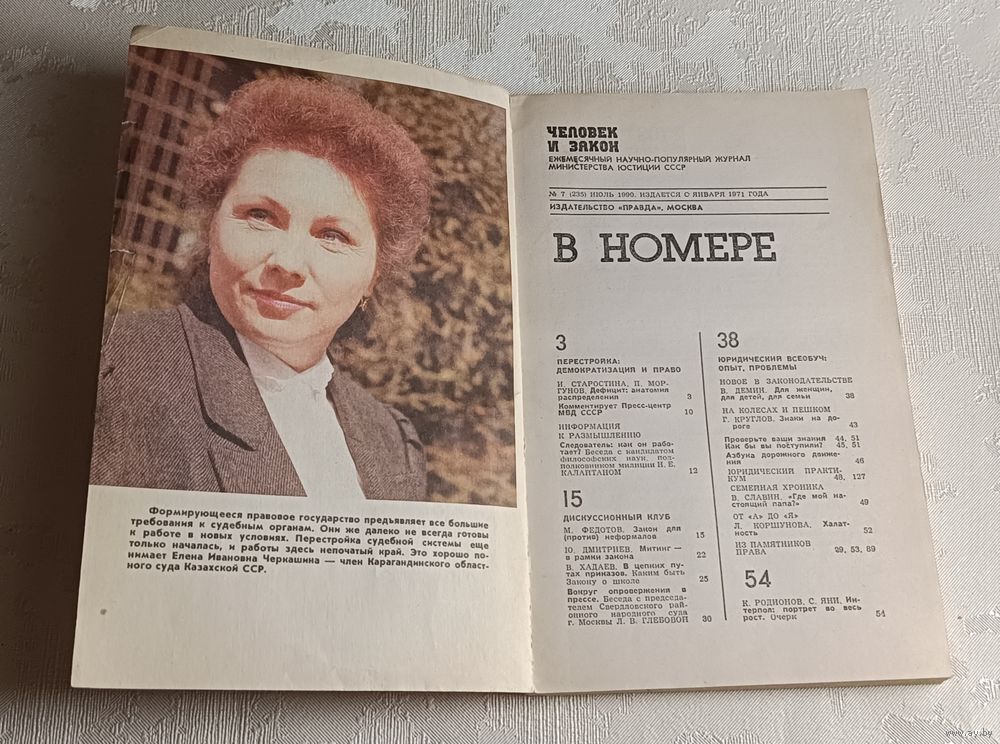 Формирующееся правовое государство предъявляет все большие
требования к судебным органам. Они же далеко не всегда готовы
к работе в новых условиях. Перестройка судебной системы еще
только началась, и работы здесь непочатый край. Это хорошо по-
нимает Елена Ивановна Черкашина — член Карагандинского област-
ного суда Казахской ССР.
ЧЕЛОВЕК
И ЗАКОН
ЕЖЕМЕСЯЧНЫЙ НАУЧНО-ПОПУЛЯРНЫЙ ЖУРНАЛ
МИНИСТЕРСТВА ЮСТИЦИИ СССР
№ 7 (235) ИЮЛЬ 1990. ИЗДАЕТСЯ С ЯНВАРЯ 1971 ГОДА
ИЗДАТЕЛЬСТВО «ПРАВДА», МОСКВА
В НОМЕРЕ
3
ПЕРЕСТРОЙКА:
ДЕМОКРАТИЗАЦИЯ И ПРАВО
И. СТАРОСТИНА, П. МОР-
ГУНОВ. Дефицит: анатомия
распределения 3
Комментирует Пресс-центр
МВД СССР 10
ИНФОРМАЦИЯ
К РАЗМЫШЛЕНИЮ
Следователь: как он рабо-
тает? Беседа с кандидатом
философских наук, под-
полковником милиции И. Е.
КАПЛИТАНОМ 12
15
ДИСКУССИОННЫЙ КЛУБ
М. ФЕДОТОВ. Закон для
(против) неформалов 15
Ю. ДМИТРИЕВ. Митинг —
в рамки закона 22
В. ХАДАЕВ. В цепких пу-
тах приказов. Каким быть
Закону о школе 25
Вокруг опровержения в
прессе. Беседа с председа-
телем Свердловского рай-
онного народного суда
г. Москвы Л. В. ГЛЕБОВОЙ 30
38
ЮРИДИЧЕСКИЙ ВСЕОБУЧ:
ОПЫТ, ПРОБЛЕМЫ
НОВОЕ В ЗАКОНОДАТЕЛЬСТВЕ
В. ДЕМИН. Для женщин,
для детей, для семьи 38
НА КОЛЕСАХ И ПЕШКОМ
Г. КРУГЛОВ. Знаки на до-
роге 43
Проверьте ваши знания 44, 51
Как бы вы поступили? 45, 51
Азбука дорожного движе-
ния 46
ЮРИДИЧЕСКИЙ ПРАКТИ-
КУМ 48, 127
СЕМЕЙНАЯ ХРОНИКА
В. СЛАВИН. «Где мой на-
стоящий папа?» 49
ОТ «А» ДО «Я»
Л. КОРШУНОВА. Халат-
ность 52
ИЗ ПАМЯТНИКОВ
ПРАВА 29, 53, 89
54
К. РОДИОНОВ, С. ЯНИ. Ин-
терпол: портрет во весь
рост. Очерк 54
www.ay.by